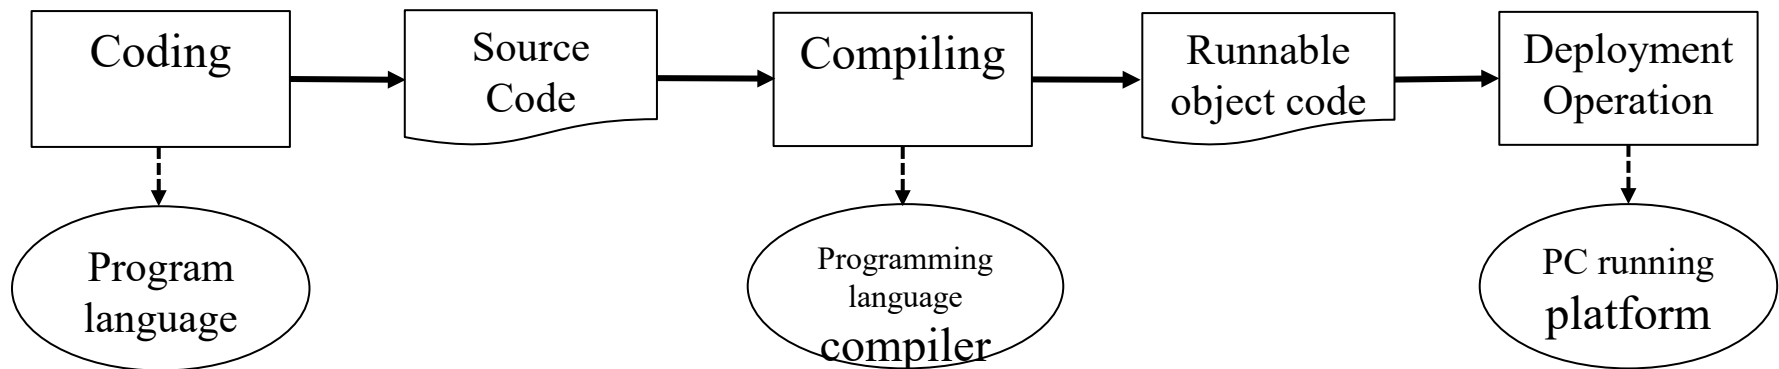 Coding
Source
Code
Compiling
Runnable
object code
Deployment
Operation
Program
language
Programming
language
compiler
PC running
platform